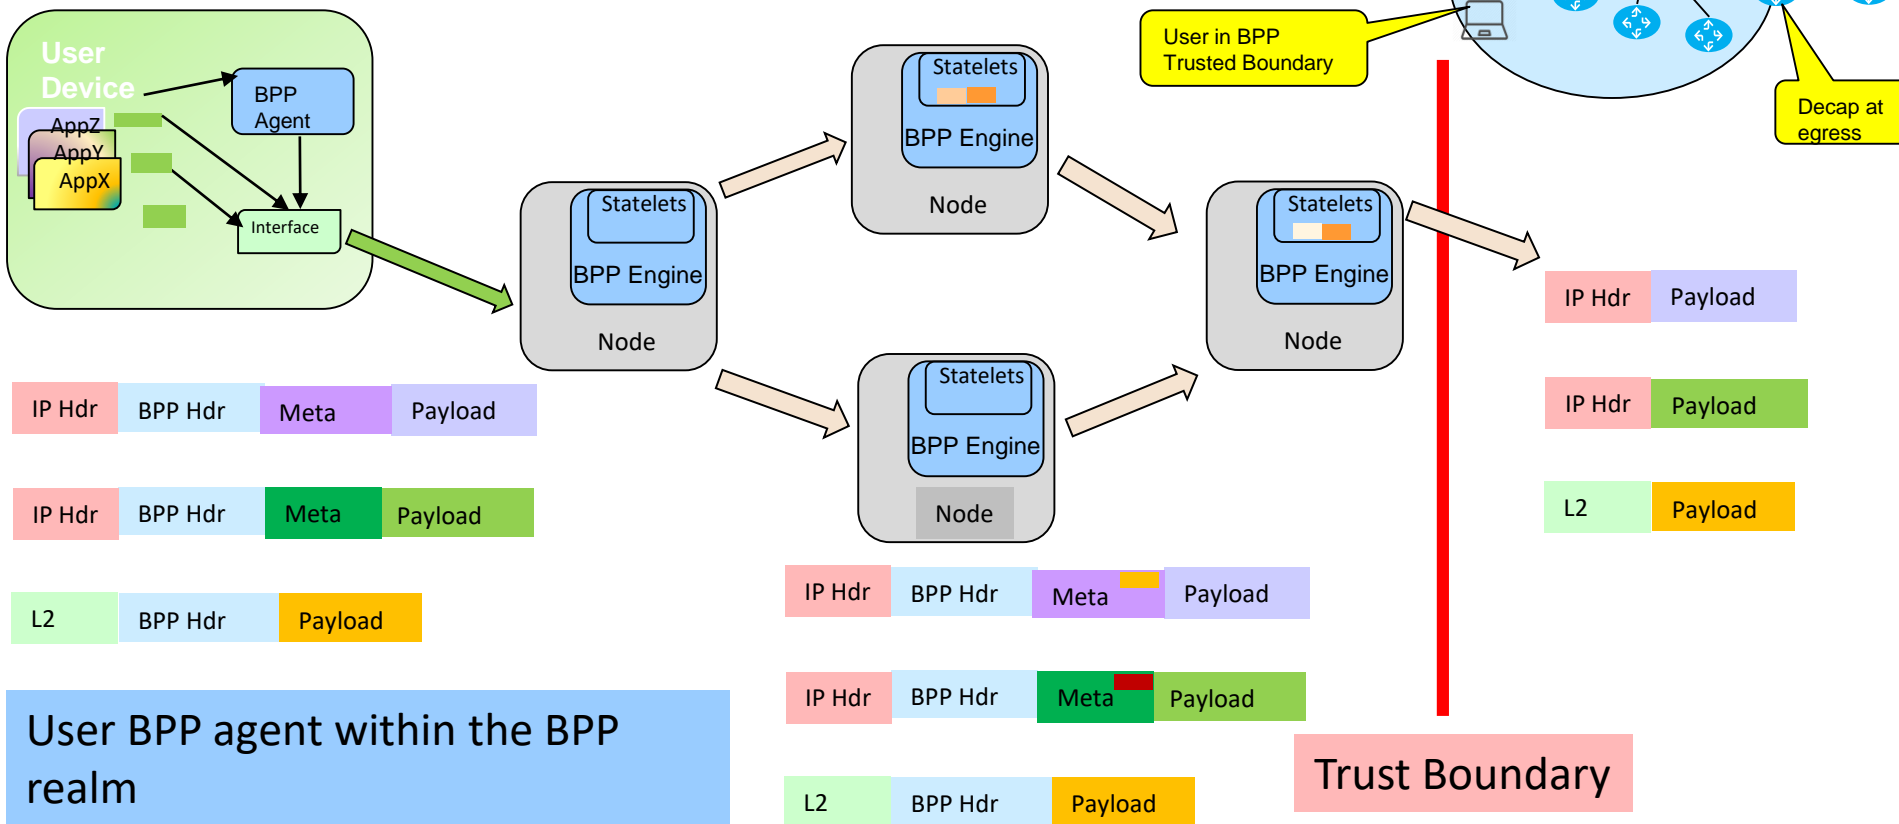 User
Device
BPP
Agent
AppZ
AppY
AppX
Interface
Statelets
BPP Engine
Node
Statelets
BPP Engine
Node
Statelets
BPP Engine
Node
Statelets
BPP Engine
Node
User in BPP
Trusted Boundary
Decap at
egress
IP Hdr Payload
IP Hdr Payload
L2 Payload
IP Hdr BPP Hdr Meta Payload
IP Hdr BPP Hdr Meta Payload
L2 BPP Hdr Payload
IP Hdr BPP Hdr Meta Payload
IP Hdr BPP Hdr Meta Payload
L2 BPP Hdr Payload
User BPP agent within the BPP
realm
Trust Boundary